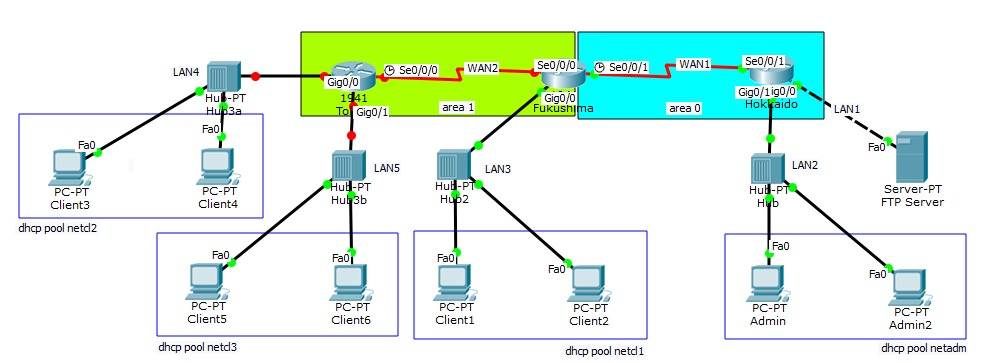 LAN4
Hub-PT
Hub3a
Gig0/0
1941
Gig0/1
Se0/0/0
WAN2
area 1
Se0/0/0
Gig0/0
Fukushima
Se0/0/1
WAN1
area 0
Se0/0/1
Gig0/1
Hokkaido
LAN1
Fa0
Server-PT
FTP Server
Fa0
PC-PT
Client3
Fa0
PC-PT
Client4
dhcp pool netcl2
LAN5
Hub-PT
Hub3b
Fa0
PC-PT
Client5
Fa0
PC-PT
Client6
dhcp pool netcl3
LAN3
Hub-PT
Hub2
Fa0
PC-PT
Client1
Fa0
PC-PT
Client2
dhcp pool netcl1
LAN2
Hub-PT
Hub
Fa0
PC-PT
Admin
Fa0
PC-PT
Admin2
dhcp pool netadm